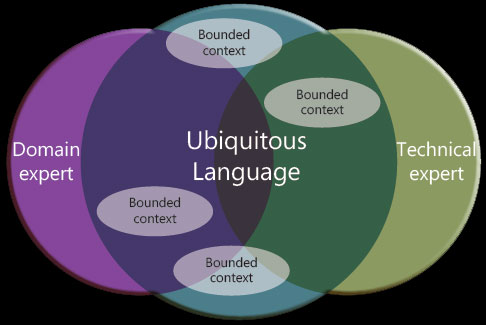 Bounded
context
Bounded
context
Ubiquitous
Language
Domain
expert
Technical
expert
Bounded
context
Bounded
context